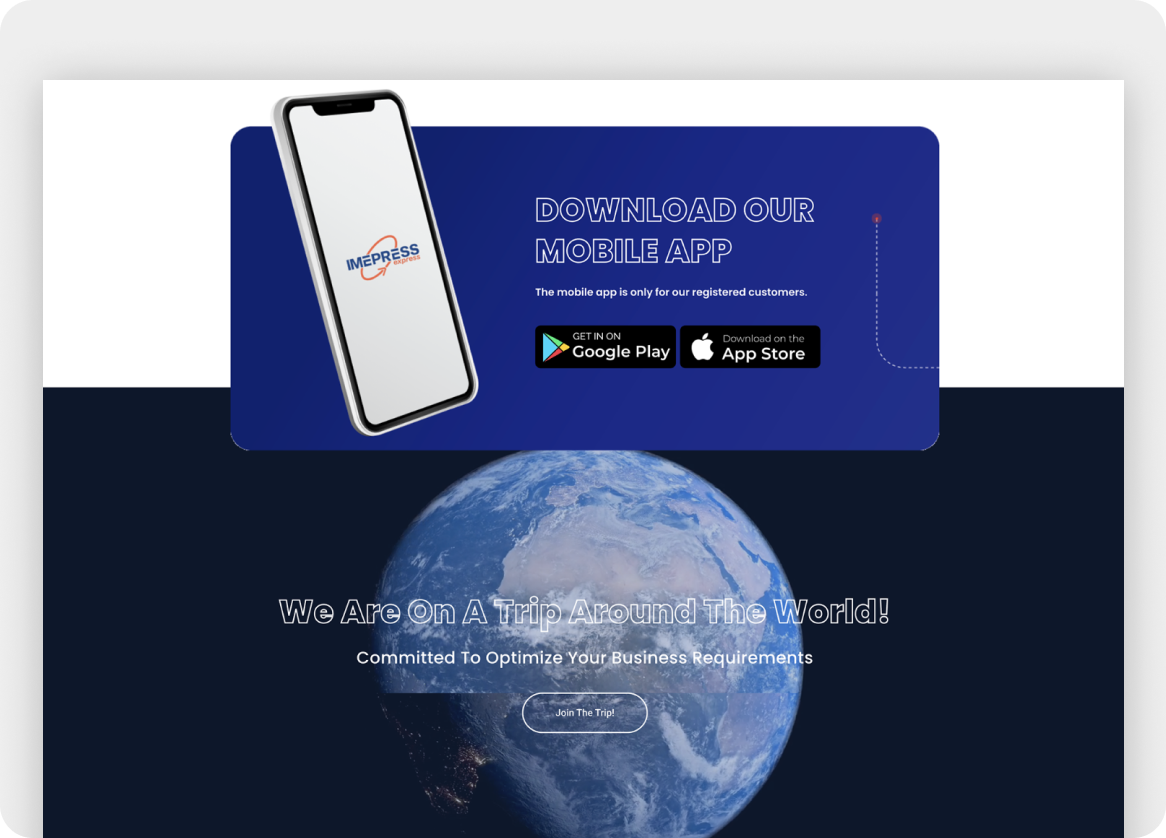 IMEPRESS
express
DOWNLOAD OUR
MOBILE APP
The mobile app is only for our registered customers.
GET IN ON
Google Play
Download on the
App Store
We Are On A Trip Around The World!
Committed To Optimize Your Business Requirements
Join The Trip!